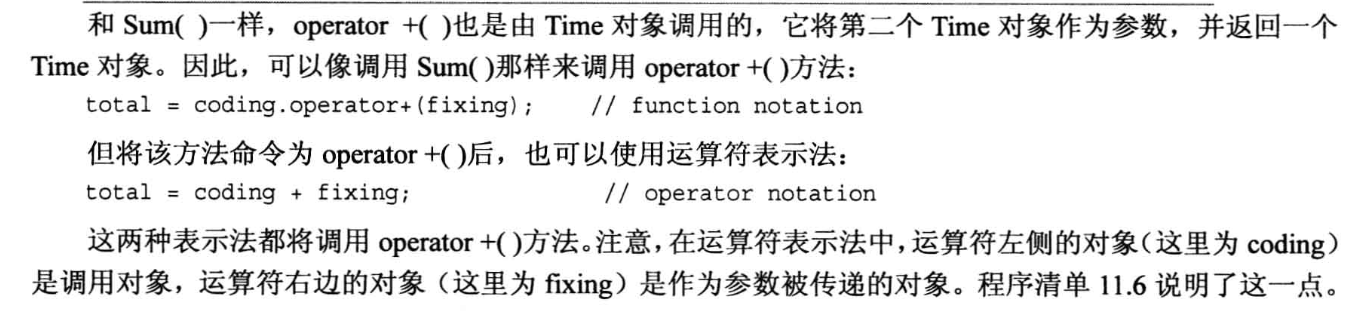 和 Sum( )一样，operator +( )也是由 Time 对象调用的，它将第二个 Time 对象作为参数，并返回一个
Time 对象。因此，可以像调用 Sum( )那样来调用 operator +( )方法：
total = coding.operator+(fixing);    // function notation
但将该方法命令为 operator +( )后，也可以使用运算符表示法：
total = coding + fixing;    // operator notation
这两种表示法都将调用 operator +( )方法。注意，在运算符表示法中，运算符左侧的对象（这里为 coding）
是调用对象，运算符右边的对象（这里为 fixing）是作为参数被传递的对象。程序清单 11.6 说明了这一点。